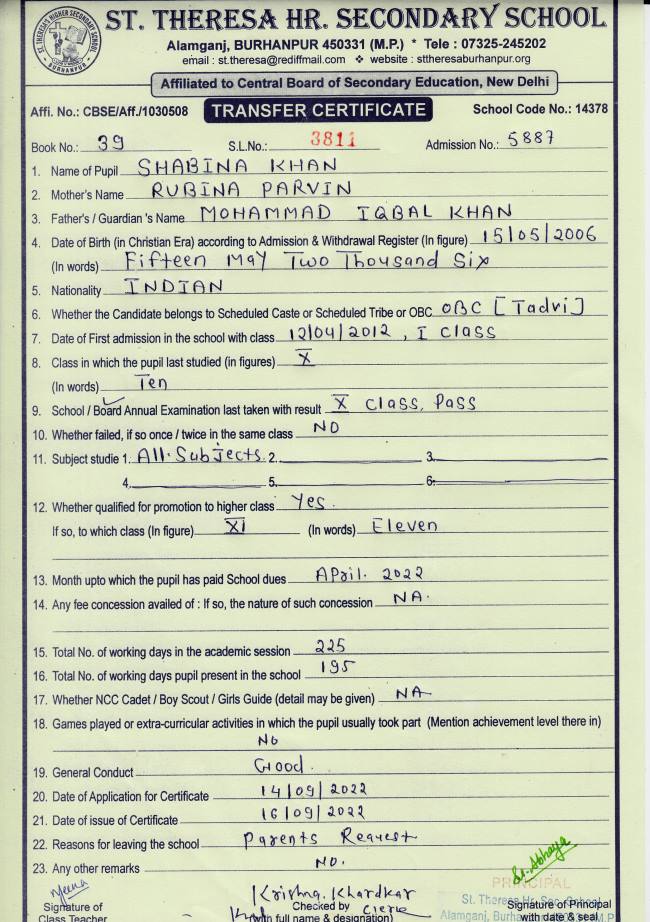 ST. THERESA HR. SECONDARY SCHOOL
Alamganj, BURHANPUR 450331 (M.P.) * Tele : 07325-245202
email : st.theresa@rediffmail.com ❖ website : sttheresaburhanpur.org
Affiliated to Central Board of Secondary Education, New Delhi
Affi. No.: CBSE/Aff./1030508 TRANSFER CERTIFICATE School Code No.: 14378
Book No.: 39 S.L.No.: 3811 Admission No.: 5887
1. Name of Pupil SHABINA KHAN
2. Mother's Name RUBINA PARVIN
3. Father's / Guardian 's Name MOHAMMAD IQBAL KHAN
4. Date of Birth (in Christian Era) according to Admission & Withdrawal Register (In figure) 15/05/2006
(In words) Fifteen May Two Thousand Six
5. Nationality INDIAN
6. Whether the Candidate belongs to Scheduled Caste or Scheduled Tribe or OBC OBC [Tadvi]
7. Date of First admission in the school with class 12/04/2012, I class
8. Class in which the pupil last studied (in figures) X
(In words) Ten
9. School / Board Annual Examination last taken with result X Class, Pass
10. Whether failed, if so once / twice in the same class NO
11. Subject studie 1. All Subjects 2. 3.
4. 5. 6.
12. Whether qualified for promotion to higher class Yes.
If so, to which class (In figure) XI (In words) Eleven
13. Month upto which the pupil has paid School dues April. 2022
14. Any fee concession availed of : If so, the nature of such concession NA.
15. Total No. of working days in the academic session 225
16. Total No. of working days pupil present in the school 195
17. Whether NCC Cadet / Boy Scout / Girls Guide (detail may be given) NA
18. Games played or extra-curricular activities in which the pupil usually took part (Mention achievement level there in)
No
19. General Conduct Good.
20. Date of Application for Certificate 14/09/2022
21. Date of issue of Certificate 16/09/2022
22. Reasons for leaving the school Parents Request
23. Any other remarks NO.
Meena Krishna Khardkar Sr. Abhaya
PRINCIPAL
St. Theresa Hr. Sec. School
Signature of Checked by Clerk Signature of Principal
Class Teacher (with full name & designation) Alamganj, with date & seal